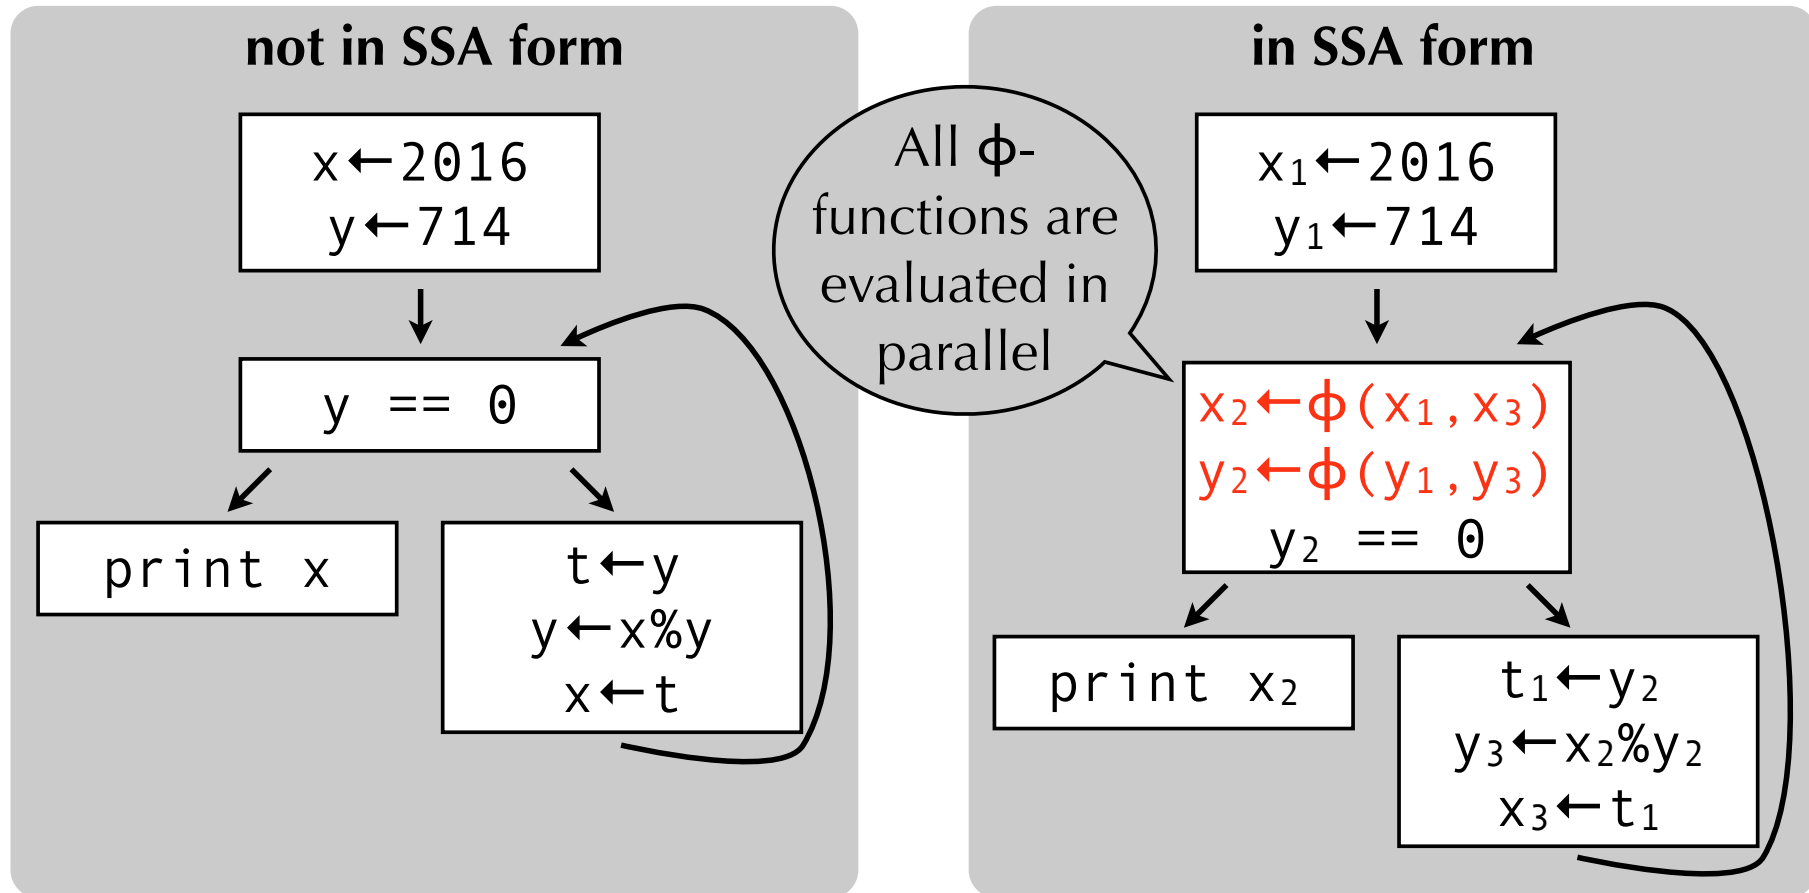 not in SSA form
x←2016
y←714
y == 0
print x
t←y
y←x%y
x←t
All ϕ-
functions are
evaluated in
parallel
in SSA form
x₁←2016
y₁←714
x₂←ϕ(x₁,x₃)
y₂←ϕ(y₁,y₃)
y₂ == 0
print x₂
t₁←y₂
y₃←x₂%y₂
x₃←t₁